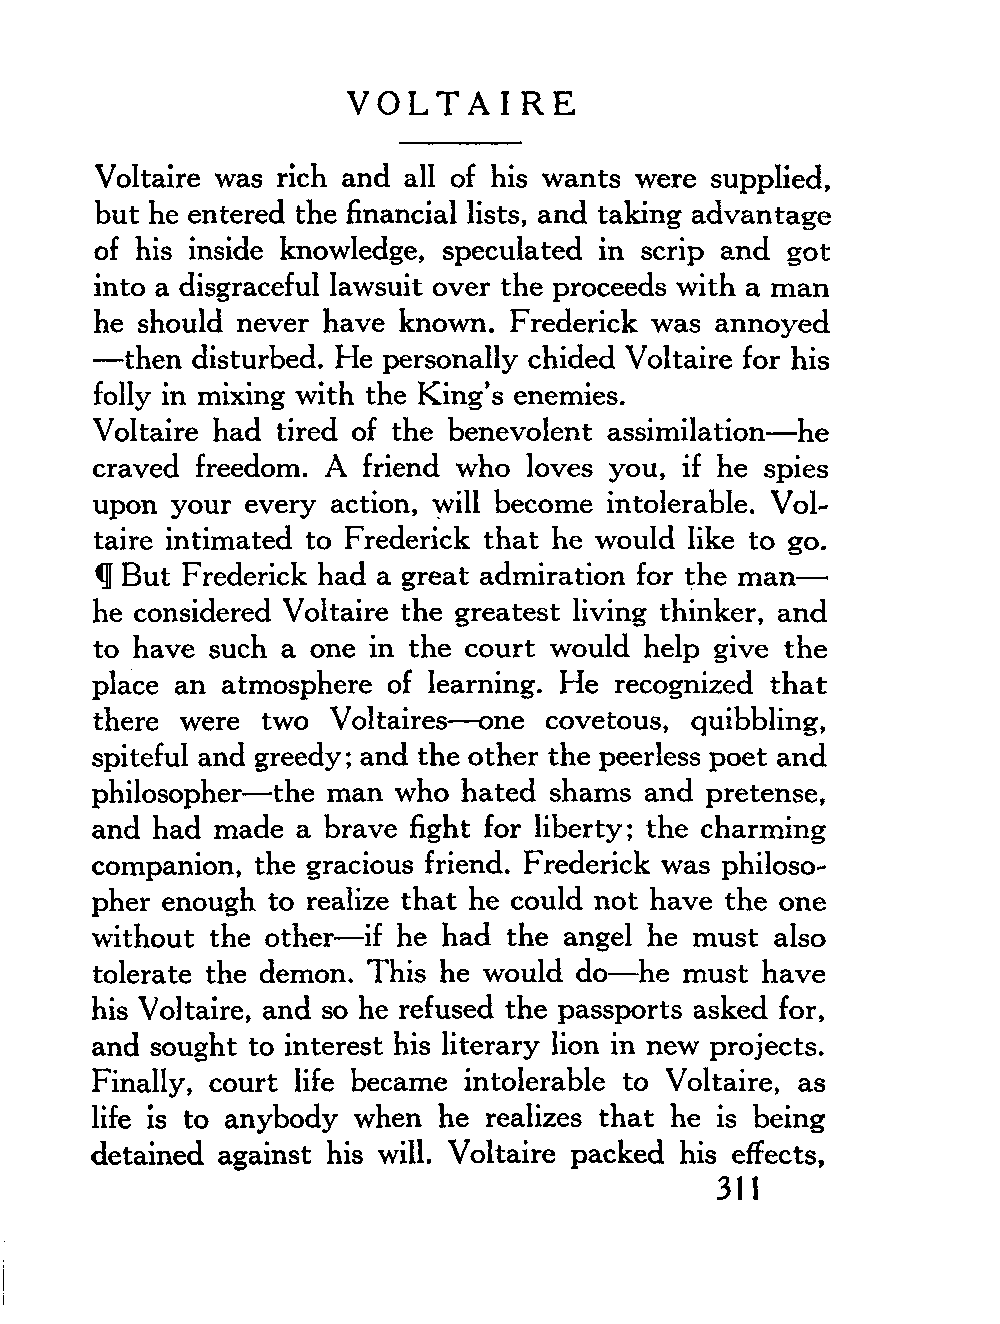 VOLTAIRE
Voltaire was rich and all of his wants were supplied,
but he entered the financial lists, and taking advantage
of his inside knowledge, speculated in scrip and got
into a disgraceful lawsuit over the proceeds with a man
he should never have known. Frederick was annoyed
—then disturbed. He personally chided Voltaire for his
folly in mixing with the King's enemies.
Voltaire had tired of the benevolent assimilation—he
craved freedom. A friend who loves you, if he spies
upon your every action, will become intolerable. Vol-
taire intimated to Frederick that he would like to go.
¶ But Frederick had a great admiration for the man—
he considered Voltaire the greatest living thinker, and
to have such a one in the court would help give the
place an atmosphere of learning. He recognized that
there were two Voltaires—one covetous, quibbling,
spiteful and greedy; and the other the peerless poet and
philosopher—the man who hated shams and pretense,
and had made a brave fight for liberty; the charming
companion, the gracious friend. Frederick was philoso-
pher enough to realize that he could not have the one
without the other—if he had the angel he must also
tolerate the demon. This he would do—he must have
his Voltaire, and so he refused the passports asked for,
and sought to interest his literary lion in new projects.
Finally, court life became intolerable to Voltaire, as
life is to anybody when he realizes that he is being
detained against his will. Voltaire packed his effects,
311